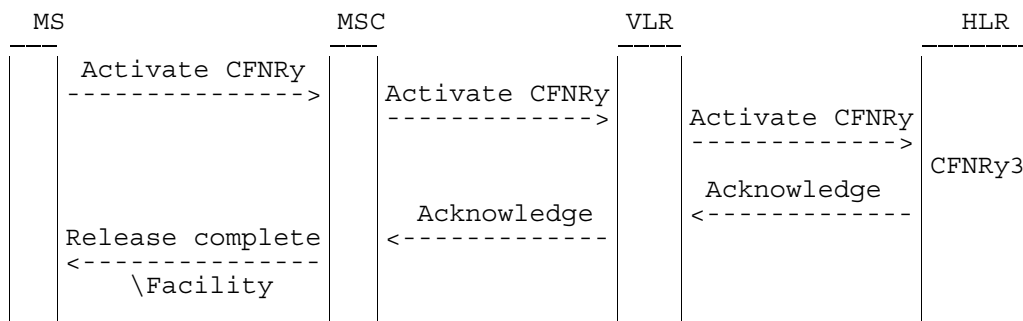 MS MSC VLR HLR
Activate CFNRy
--------------->
Activate CFNRy
------------->
Activate CFNRy
------------->
CFNRy3
Acknowledge
<-------------
Acknowledge
<-------------
Release complete
<---------------
\Facility